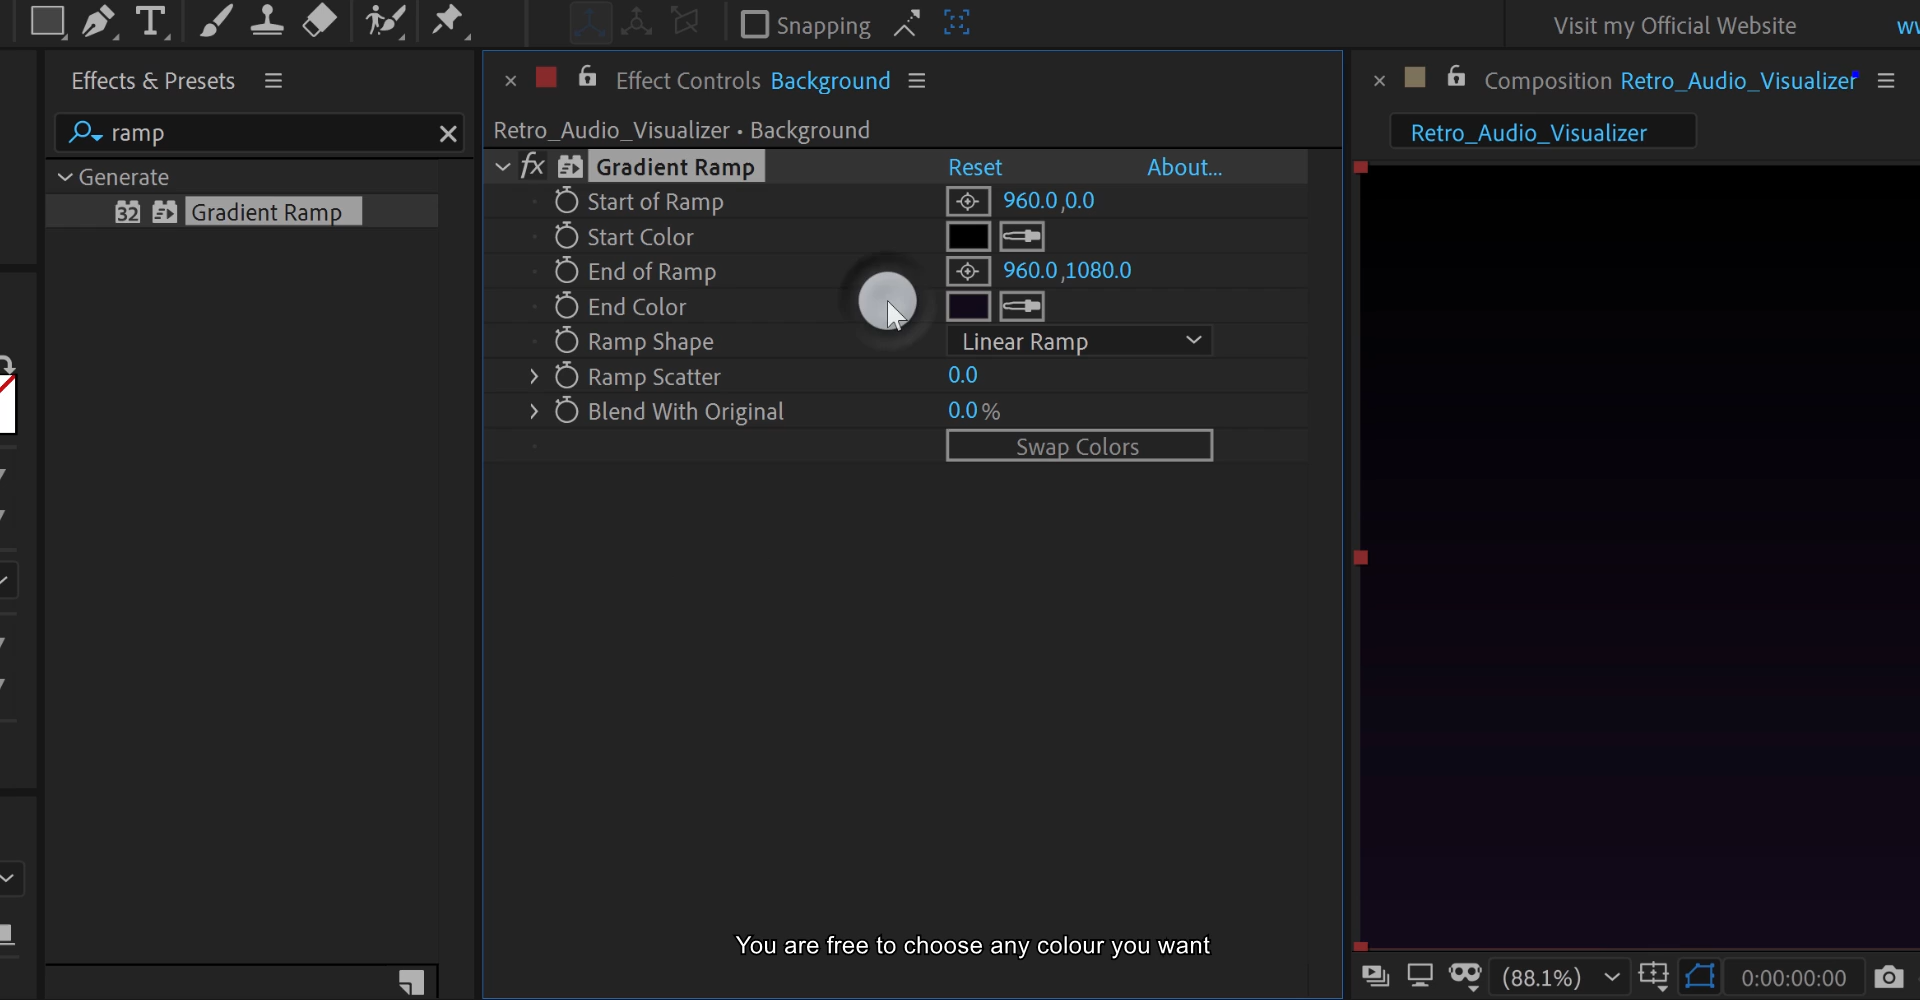 Snapping
Visit my Official Website
Effects & Presets
ramp
Generate
32
Gradient Ramp
Effect Controls Background
Retro_Audio_Visualizer • Background
fx
Gradient Ramp
Reset
About...
Start of Ramp
960.0,0.0
Start Color
End of Ramp
960.0,1080.0
End Color
Ramp Shape
Linear Ramp
Ramp Scatter
0.0
Blend With Original
0.0%
Swap Colors
Composition Retro_Audio_Visualizer
Retro_Audio_Visualizer
You are free to choose any colour you want
(88.1%)
0:00:00:00